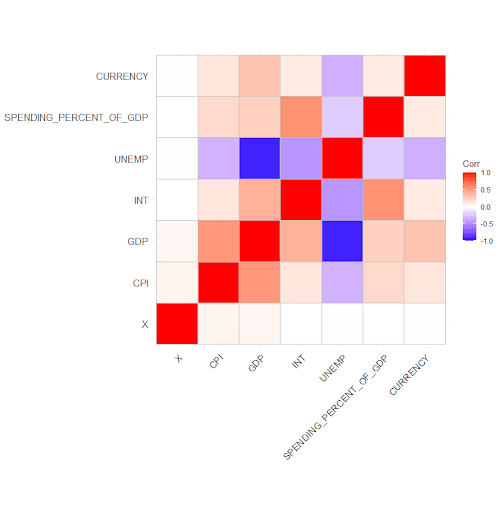 CURRENCY
SPENDING_PERCENT_OF_GDP
UNEMP
INT
GDP
CPI
X
X
CPI
GDP
INT
UNEMP
SPENDING_PERCENT_OF_GDP
CURRENCY
Corr
1.0
0.5
0.0
-0.5
-1.0